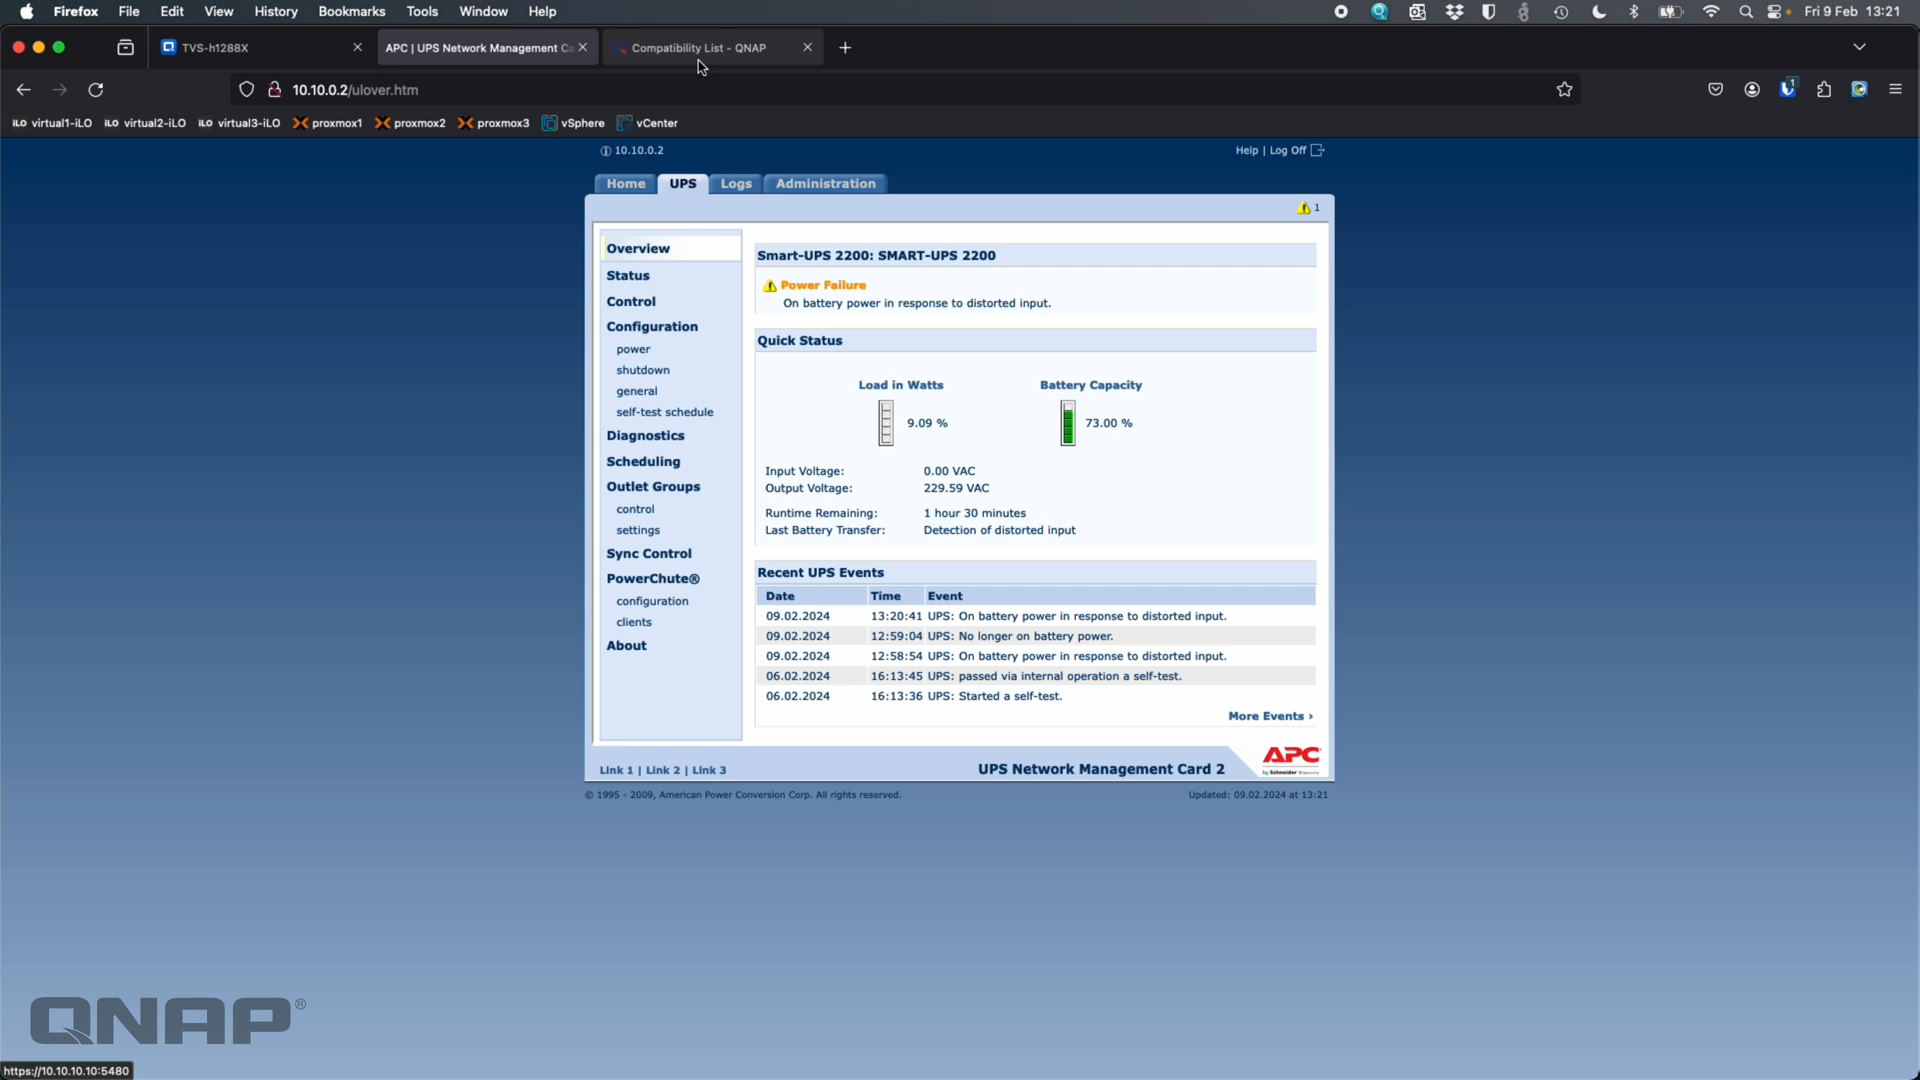 Firefox File Edit View History Bookmarks Tools Window Help Fri 9 Feb 13:21
TVS-h1288X APC | UPS Network Management Ca Compatibility List - QNAP
10.10.0.2/ulover.htm 1
iLO virtual1-iLO iLO virtual2-iLO iLO virtual3-iLO proxmox1 proxmox2 proxmox3 vSphere vCenter
10.10.0.2 Help | Log Off
Home UPS Logs Administration
1
Overview
Status
Control
Configuration
power
shutdown
general
self-test schedule
Diagnostics
Scheduling
Outlet Groups
control
settings
Sync Control
PowerChute®
configuration
clients
About
Smart-UPS 2200: SMART-UPS 2200
Power Failure
On battery power in response to distorted input.
Quick Status
Load in Watts Battery Capacity
9.09 % 73.00 %
Input Voltage: 0.00 VAC
Output Voltage: 229.59 VAC
Runtime Remaining: 1 hour 30 minutes
Last Battery Transfer: Detection of distorted input
Recent UPS Events
Date Time Event
09.02.2024 13:20:41 UPS: On battery power in response to distorted input.
09.02.2024 12:59:04 UPS: No longer on battery power.
09.02.2024 12:58:54 UPS: On battery power in response to distorted input.
06.02.2024 16:13:45 UPS: passed via internal operation a self-test.
06.02.2024 16:13:36 UPS: Started a self-test.
More Events ›
Link 1 | Link 2 | Link 3 UPS Network Management Card 2 APC
by Schneider Electric
© 1995 - 2009, American Power Conversion Corp. All rights reserved. Updated: 09.02.2024 at 13:21
QNAP®
https://10.10.10.10:5480